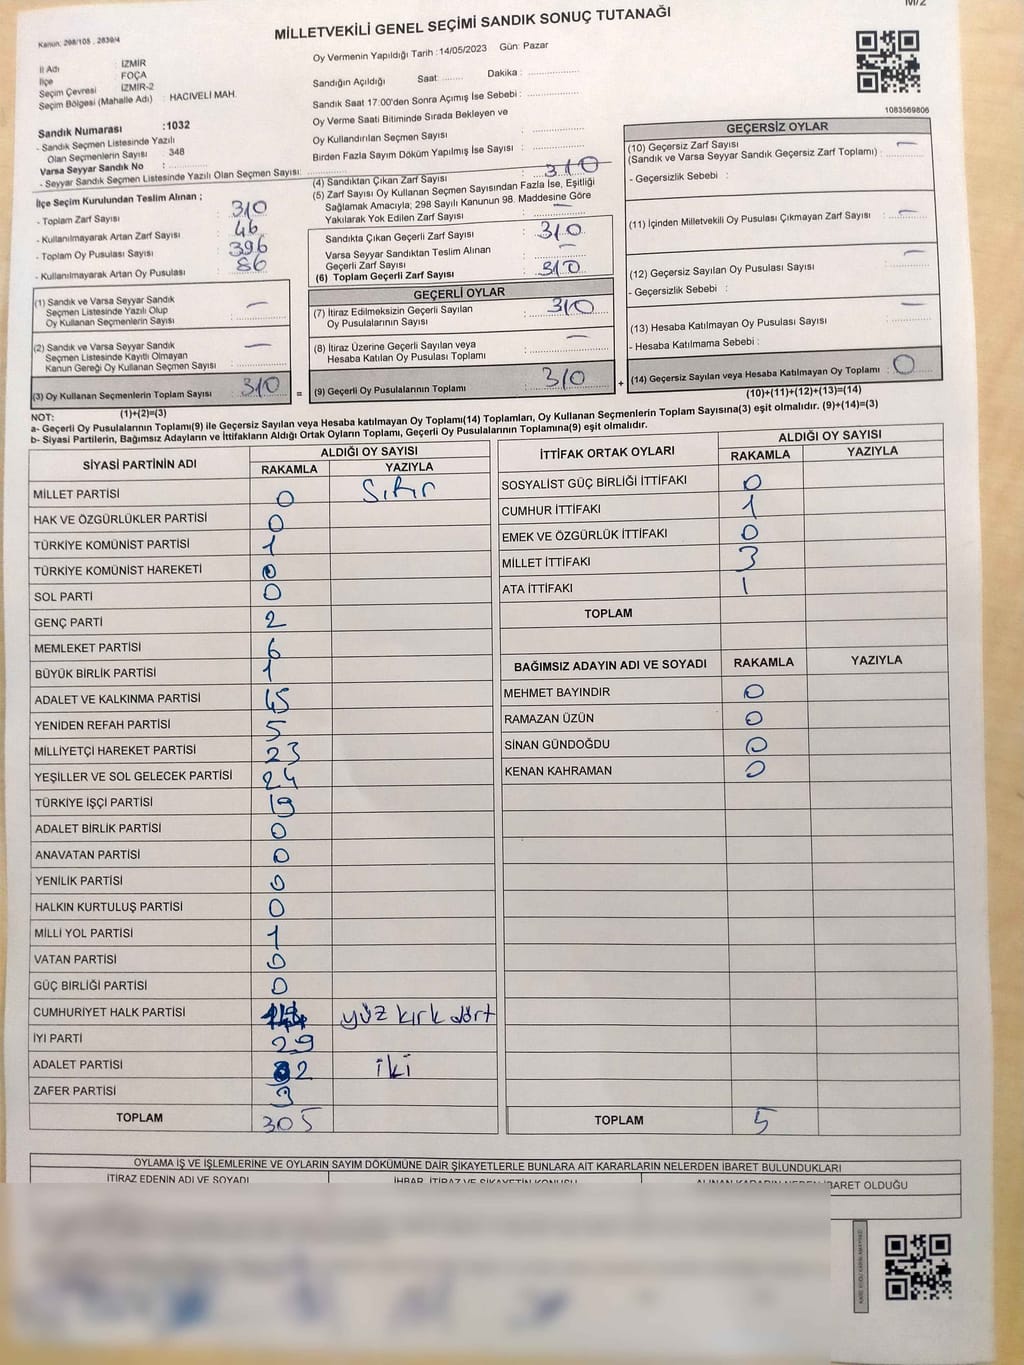 M/2
MİLLETVEKİLİ GENEL SEÇİMİ SANDIK SONUÇ TUTANAĞI
Kanun: 298/105 , 2839/4
İl Adı : İZMİR
İlçe : FOÇA
Seçim Çevresi : İZMİR-2
Seçim Bölgesi (Mahalle Adı) : HACIVELİ MAH.
Sandık Numarası :1032
- Sandık Seçmen Listesinde Yazılı
Olan Seçmenlerin Sayısı : 348
Varsa Seyyar Sandık No :
- Seyyar Sandık Seçmen Listesinde Yazılı Olan Seçmen Sayısı:
İlçe Seçim Kurulundan Teslim Alınan ;
- Toplam Zarf Sayısı : 310
- Kullanılmayarak Artan Zarf Sayısı : 46
- Toplam Oy Pusulası Sayısı : 396
- Kullanılmayarak Artan Oy Pusulası : 86
(1) Sandık ve Varsa Seyyar Sandık
Seçmen Listesinde Yazılı Olup
Oy Kullanan Seçmenlerin Sayısı : —
(2) Sandık ve Varsa Seyyar Sandık
Seçmen Listesinde Kayıtlı Olmayan
Kanun Gereği Oy Kullanan Seçmen Sayısı : —
(3) Oy Kullanan Seçmenlerin Toplam Sayısı : 310
(1)+(2)=(3)
Oy Vermenin Yapıldığı Tarih : 14/05/2023 Gün: Pazar
Sandığın Açıldığı Saat ........ Dakika : ....................
Sandık Saat 17:00'den Sonra Açımış İse Sebebi : ....................
Oy Verme Saati Bitiminde Sırada Bekleyen ve
Oy Kullandırılan Seçmen Sayısı : ....................
Birden Fazla Sayım Döküm Yapılmış İse Sayısı : ....................
(4) Sandıktan Çıkan Zarf Sayısı : 310
(5) Zarf Sayısı Oy Kullanan Seçmen Sayısından Fazla İse, Eşitliği
Sağlamak Amacıyla; 298 Sayılı Kanunun 98. Maddesine Göre
Yakılarak Yok Edilen Zarf Sayısı : —
Sandıkta Çıkan Geçerli Zarf Sayısı : 310
Varsa Seyyar Sandıktan Teslim Alınan
Geçerli Zarf Sayısı : —
(6) Toplam Geçerli Zarf Sayısı : 310
GEÇERLİ OYLAR
(7) İtiraz Edilmeksizin Geçerli Sayılan
Oy Pusulalarının Sayısı : 310
(8) İtiraz Üzerine Geçerli Sayılan veya
Hesaba Katılan Oy Pusulası Toplamı : —
= (9) Geçerli Oy Pusulalarının Toplamı : 310 +
1083569806
GEÇERSİZ OYLAR
(10) Geçersiz Zarf Sayısı
(Sandık ve Varsa Seyyar Sandık Geçersiz Zarf Toplamı) : —
- Geçersizlik Sebebi :
(11) İçinden Milletvekili Oy Pusulası Çıkmayan Zarf Sayısı : —
(12) Geçersiz Sayılan Oy Pusulası Sayısı : —
- Geçersizlik Sebebi :
(13) Hesaba Katılmayan Oy Pusulası Sayısı : —
- Hesaba Katılmama Sebebi :
(14) Geçersiz Sayılan veya Hesaba Katılmayan Oy Toplamı : 0
(10)+(11)+(12)+(13)=(14)
NOT:
a- Geçerli Oy Pusulalarının Toplamı(9) ile Geçersiz Sayılan veya Hesaba katılmayan Oy Toplamı(14) Toplamları, Oy Kullanan Seçmenlerin Toplam Sayısına(3) eşit olmalıdır. (9)+(14)=(3)
b- Siyasi Partilerin, Bağımsız Adayların ve İttifakların Aldığı Ortak Oyların Toplamı, Geçerli Oy Pusulalarının Toplamına(9) eşit olmalıdır.
SİYASİ PARTİNİN ADI ALDIĞI OY SAYISI
RAKAMLA YAZIYLA
MİLLET PARTİSİ 0 Sıfır
HAK VE ÖZGÜRLÜKLER PARTİSİ 0
TÜRKİYE KOMÜNİST PARTİSİ 1
TÜRKİYE KOMÜNİST HAREKETİ 0
SOL PARTİ 0
GENÇ PARTİ 2
MEMLEKET PARTİSİ 6
BÜYÜK BİRLİK PARTİSİ 1
ADALET VE KALKINMA PARTİSİ 45
YENİDEN REFAH PARTİSİ 5
MİLLİYETÇİ HAREKET PARTİSİ 23
YEŞİLLER VE SOL GELECEK PARTİSİ 24
TÜRKİYE İŞÇİ PARTİSİ 19
ADALET BİRLİK PARTİSİ 0
ANAVATAN PARTİSİ 0
YENİLİK PARTİSİ 0
HALKIN KURTULUŞ PARTİSİ 0
MİLLİ YOL PARTİSİ 1
VATAN PARTİSİ 0
GÜÇ BİRLİĞİ PARTİSİ 0
CUMHURİYET HALK PARTİSİ 144 yüz kırk dört
İYİ PARTİ 29
ADALET PARTİSİ 2 iki
ZAFER PARTİSİ 3
TOPLAM 305
İTTİFAK ORTAK OYLARI ALDIĞI OY SAYISI
RAKAMLA YAZIYLA
SOSYALİST GÜÇ BİRLİĞİ İTTİFAKI 0
CUMHUR İTTİFAKI 1
EMEK VE ÖZGÜRLÜK İTTİFAKI 0
MİLLET İTTİFAKI 3
ATA İTTİFAKI 1
TOPLAM
BAĞIMSIZ ADAYIN ADI VE SOYADI RAKAMLA YAZIYLA
MEHMET BAYINDIR 0
RAMAZAN ÜZÜN 0
SİNAN GÜNDOĞDU 0
KENAN KAHRAMAN 0
TOPLAM 5
OYLAMA İŞ VE İŞLEMLERİNE VE OYLARIN SAYIM DÖKÜMÜNE DAİR ŞİKAYETLERLE BUNLARA AİT KARARLARIN NELERDEN İBARET BULUNDUKLARI
İTİRAZ EDENİN ADI VE SOYADI İHBAR, İTİRAZ VE ŞİKAYETİN KONUSU ALINAN KARARIN NEDEN İBARET OLDUĞU